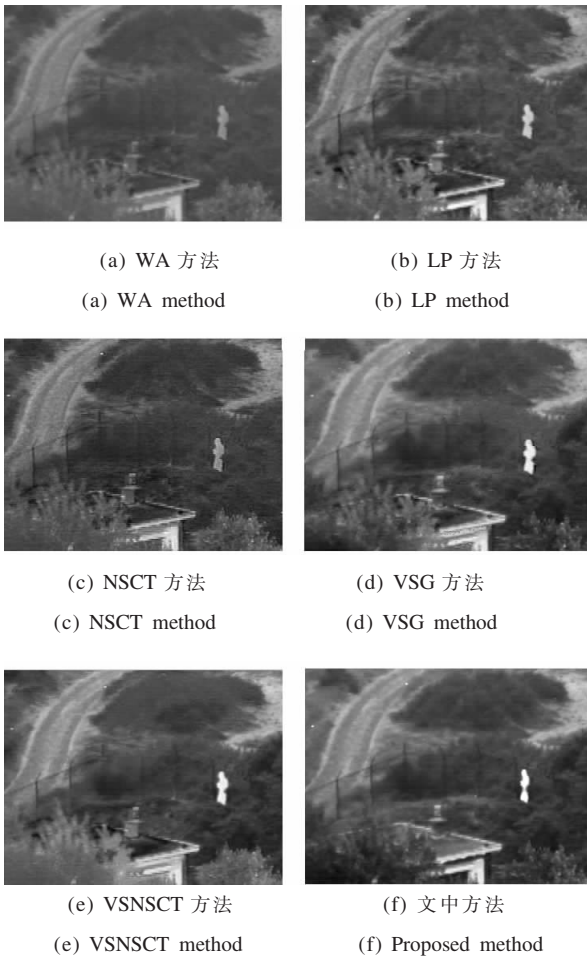 (a) WA 方法
(b) LP 方法
(a) WA method
(b) LP method
(c) NSCT 方法
(d) VSG 方法
(c) NSCT method
(d) VSG method
(e) VSNSCT 方法
(f) 文中方法
(e) VSNSCT method
(f) Proposed method